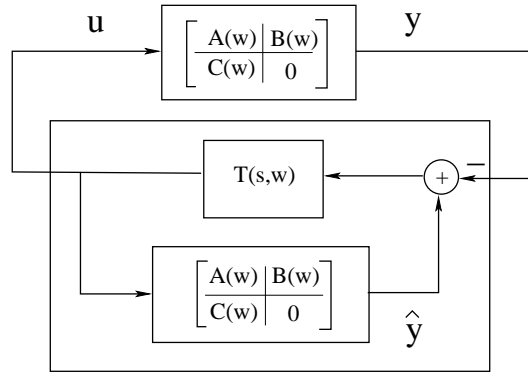 u
A(w) B(w)
C(w) 0
y
T(s,w)
+
−
A(w) B(w)
C(w) 0
ŷ